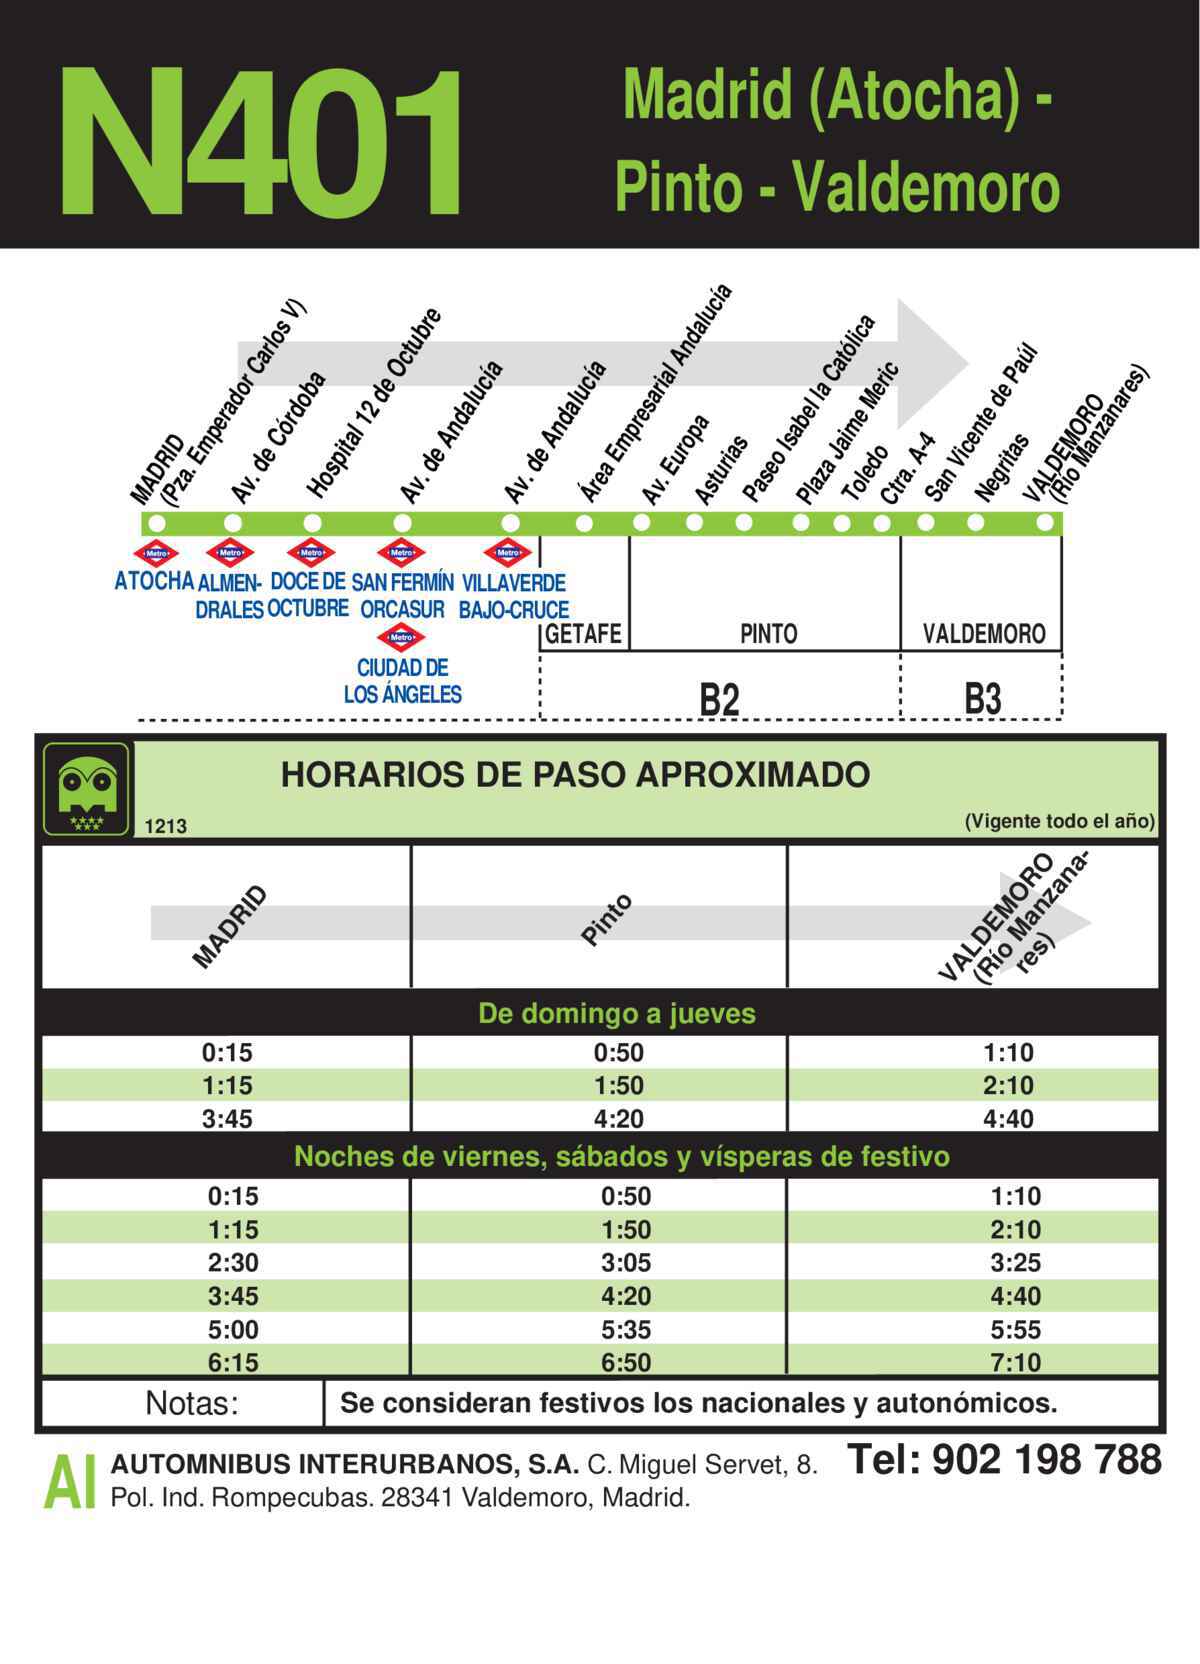 N401
Madrid (Atocha) -
Pinto - Valdemoro
MADRID
(Pza. Emperador Carlos V)
Av. de Córdoba
Hospital 12 de Octubre
Av. de Andalucía
Av. de Andalucía
Área Empresarial Andalucía
Av. Europa
Asturias
Paseo Isabel la Católica
Plaza Jaime Meric
Toledo
Ctra. A-4
San Vicente de Paúl
Negritas
VALDEMORO
(Río Manzanares)
Metro Metro Metro Metro Metro
ATOCHA ALMEN- DOCE DE SAN FERMÍN VILLAVERDE
DRALES OCTUBRE ORCASUR BAJO-CRUCE
Metro
CIUDAD DE
LOS ÁNGELES
GETAFE PINTO VALDEMORO
B2 B3
HORARIOS DE PASO APROXIMADO
1213 (Vigente todo el año)
MADRID
Pinto
VALDEMORO
(Río Manzana-
res)
De domingo a jueves
0:15 0:50 1:10
1:15 1:50 2:10
3:45 4:20 4:40
Noches de viernes, sábados y vísperas de festivo
0:15 0:50 1:10
1:15 1:50 2:10
2:30 3:05 3:25
3:45 4:20 4:40
5:00 5:35 5:55
6:15 6:50 7:10
Notas: Se consideran festivos los nacionales y autonómicos.
AI AUTOMNIBUS INTERURBANOS, S.A. C. Miguel Servet, 8. Tel: 902 198 788
Pol. Ind. Rompecubas. 28341 Valdemoro, Madrid.